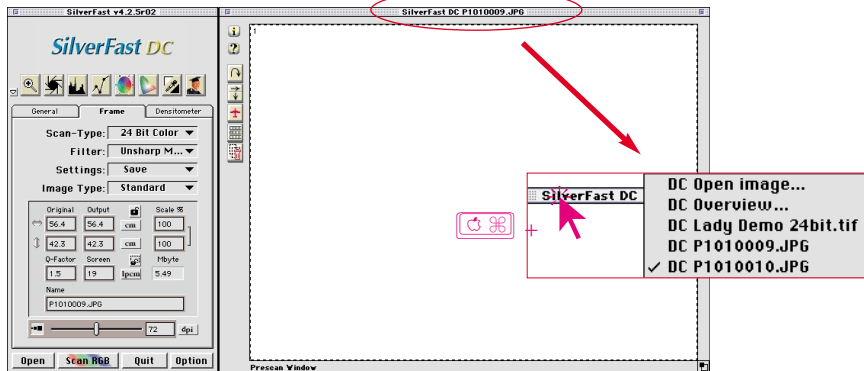 SilverFast v4.2.5r02
SilverFast DC P1010009.JPG
SilverFast DC
General Frame Densitometer
Scan-Type: 24 Bit Color
Filter: Unsharp M...
Settings: Save
Image Type: Standard
Original Output Scale %
56.4 56.4 cm 100
42.3 42.3 cm 100
Q-Factor Screen Mbyte
1.5 19 lpcm 5.49
Name
P1010009.JPG
72 dpi
Open Scan RGB Quit Option
i
?
1
Prescan Window
SilverFast DC
DC Open image...
DC Overview...
DC Lady Demo 24bit.tif
DC P1010009.JPG
✓ DC P1010010.JPG
⌘
+